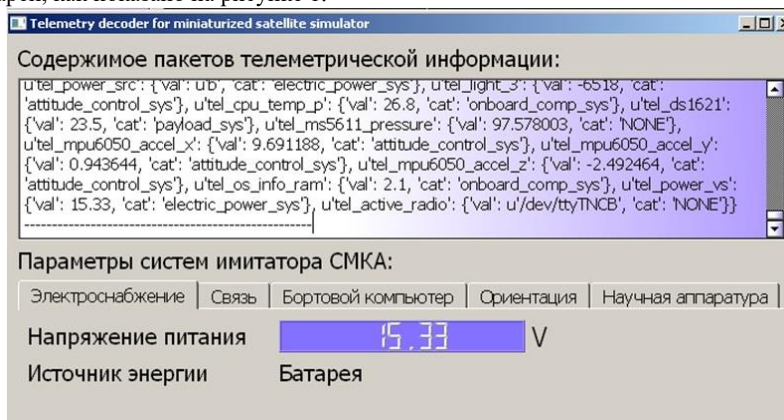 как показано на рисунке
Telemetry decoder for miniaturized satellite simulator
Содержимое пакетов телеметрической информации:
u'tel_power_src': {'val': u'b', 'cat': 'electric_power_sys'}, u'tel_light_3': {'val': -6518, 'cat':
'attitude_control_sys'}, u'tel_cpu_temp_p': {'val': 26.8, 'cat': 'onboard_comp_sys'}, u'tel_ds1621':
{'val': 23.5, 'cat': 'payload_sys'}, u'tel_ms5611_pressure': {'val': 97.578003, 'cat': 'NONE'},
u'tel_mpu6050_accel_x': {'val': 9.691188, 'cat': 'attitude_control_sys'}, u'tel_mpu6050_accel_y':
{'val': 0.943644, 'cat': 'attitude_control_sys'}, u'tel_mpu6050_accel_z': {'val': -2.492464, 'cat':
'attitude_control_sys'}, u'tel_os_info_ram': {'val': 2.1, 'cat': 'onboard_comp_sys'}, u'tel_power_vs':
{'val': 15.33, 'cat': 'electric_power_sys'}, u'tel_active_radio': {'val': u'/dev/ttyTNCB', 'cat': 'NONE'}}
----------------------------------------------------
Параметры систем имитатора СМКА:
Электроснабжение Связь Бортовой компьютер Ориентация Научная аппаратура
Напряжение питания 15.33 V
Источник энергии Батарея